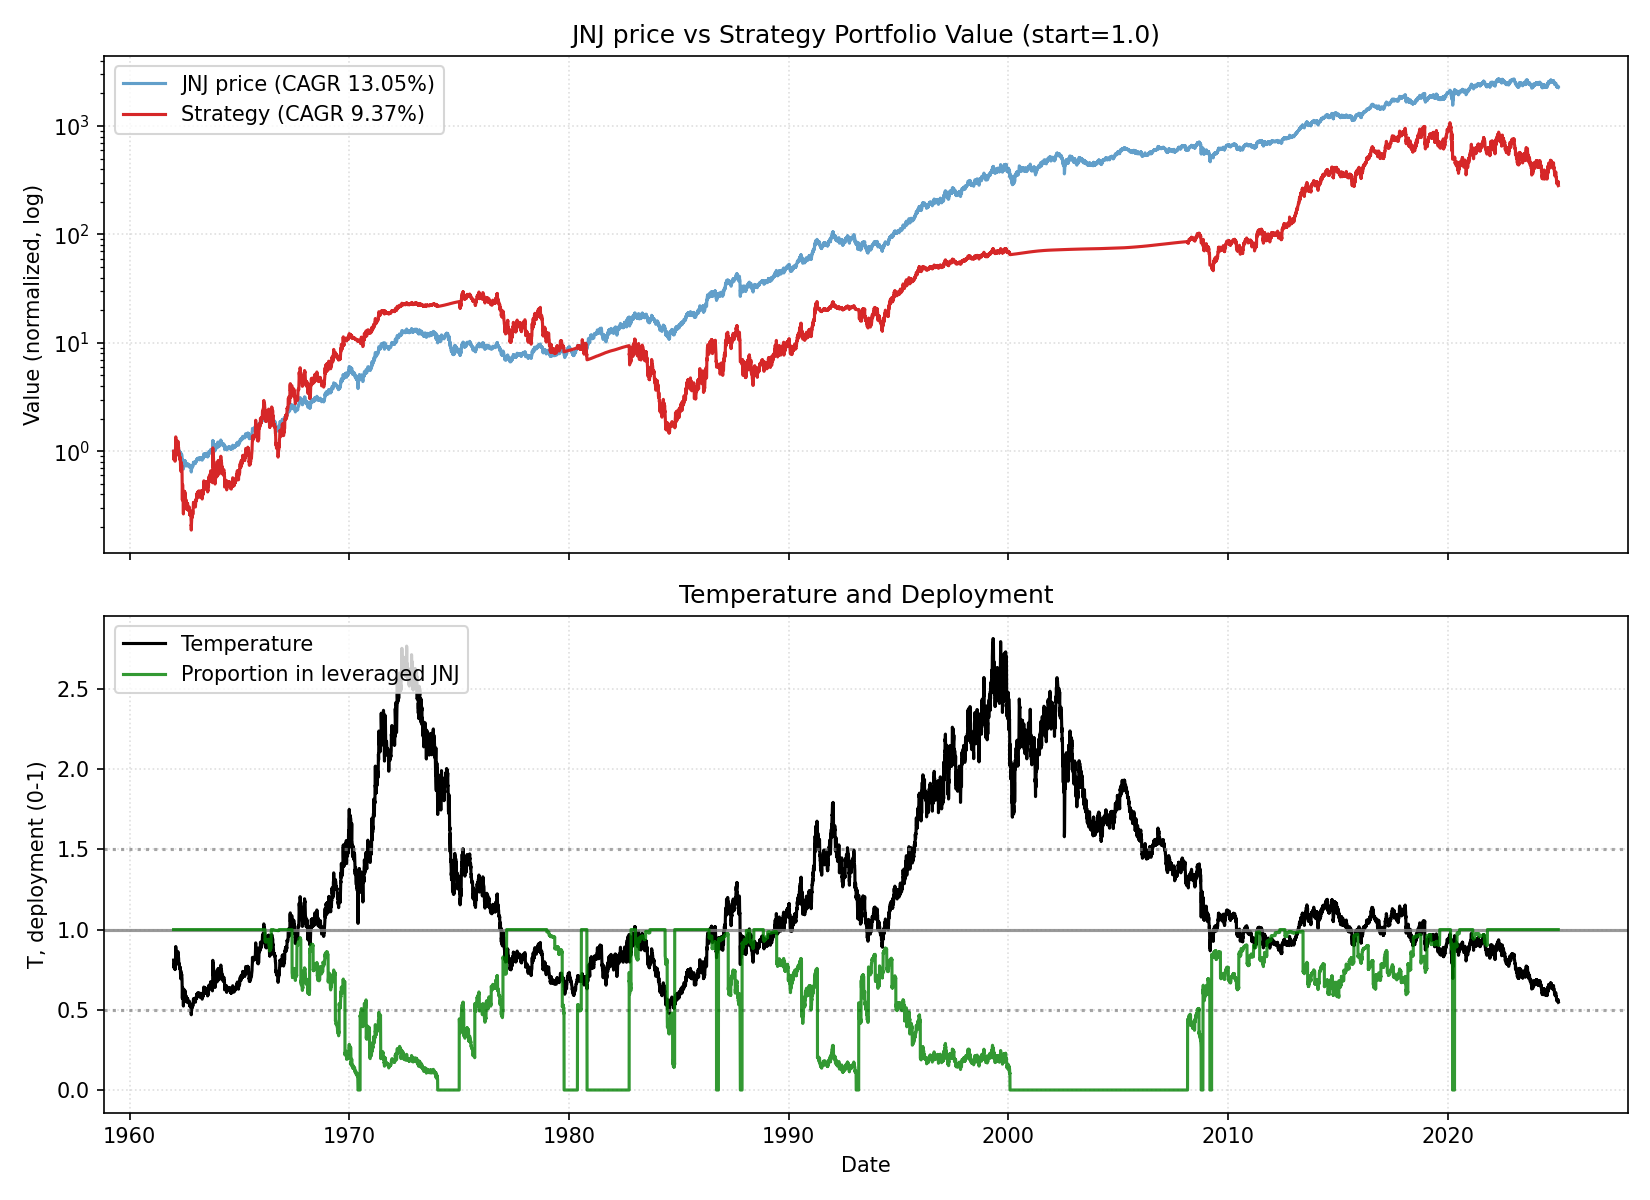 JNJ price vs Strategy Portfolio Value (start=1.0)
JNJ price (CAGR 13.05%)
Strategy (CAGR 9.37%)
Value (normalized, log)
10³
10²
10¹
10⁰
Temperature and Deployment
Temperature
Proportion in leveraged JNJ
T, deployment (0-1)
2.5
2.0
1.5
1.0
0.5
0.0
1960
1970
1980
1990
2000
2010
2020
Date